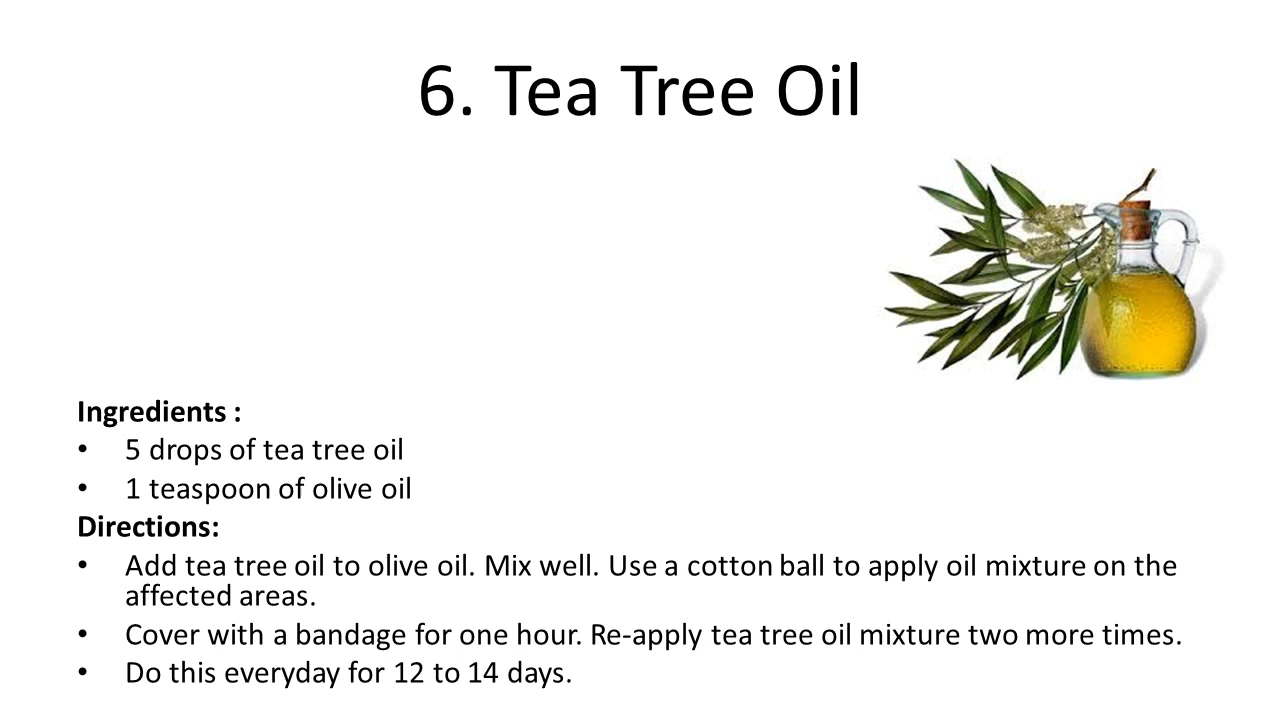 6. Tea Tree Oil
Ingredients :
• 5 drops of tea tree oil
• 1 teaspoon of olive oil
Directions:
• Add tea tree oil to olive oil. Mix well. Use a cotton ball to apply oil mixture on the
affected areas.
• Cover with a bandage for one hour. Re-apply tea tree oil mixture two more times.
• Do this everyday for 12 to 14 days.